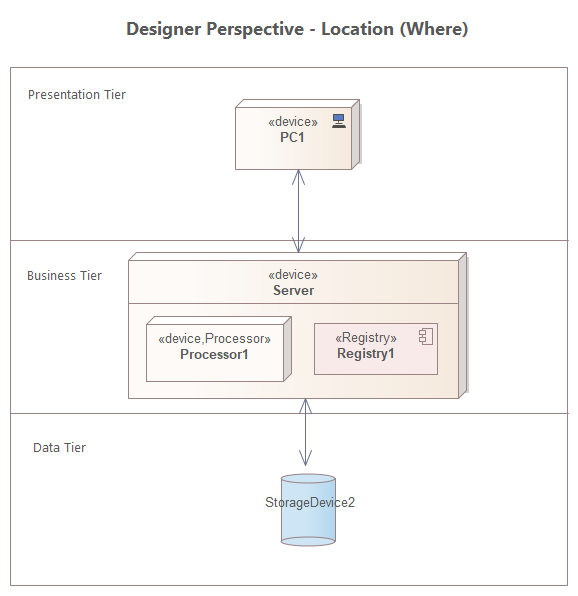 Designer Perspective - Location (Where)
Presentation Tier
«device»
PC1
Business Tier
«device»
Server
«device,Processor»
Processor1
«Registry»
Registry1
Data Tier
StorageDevice2